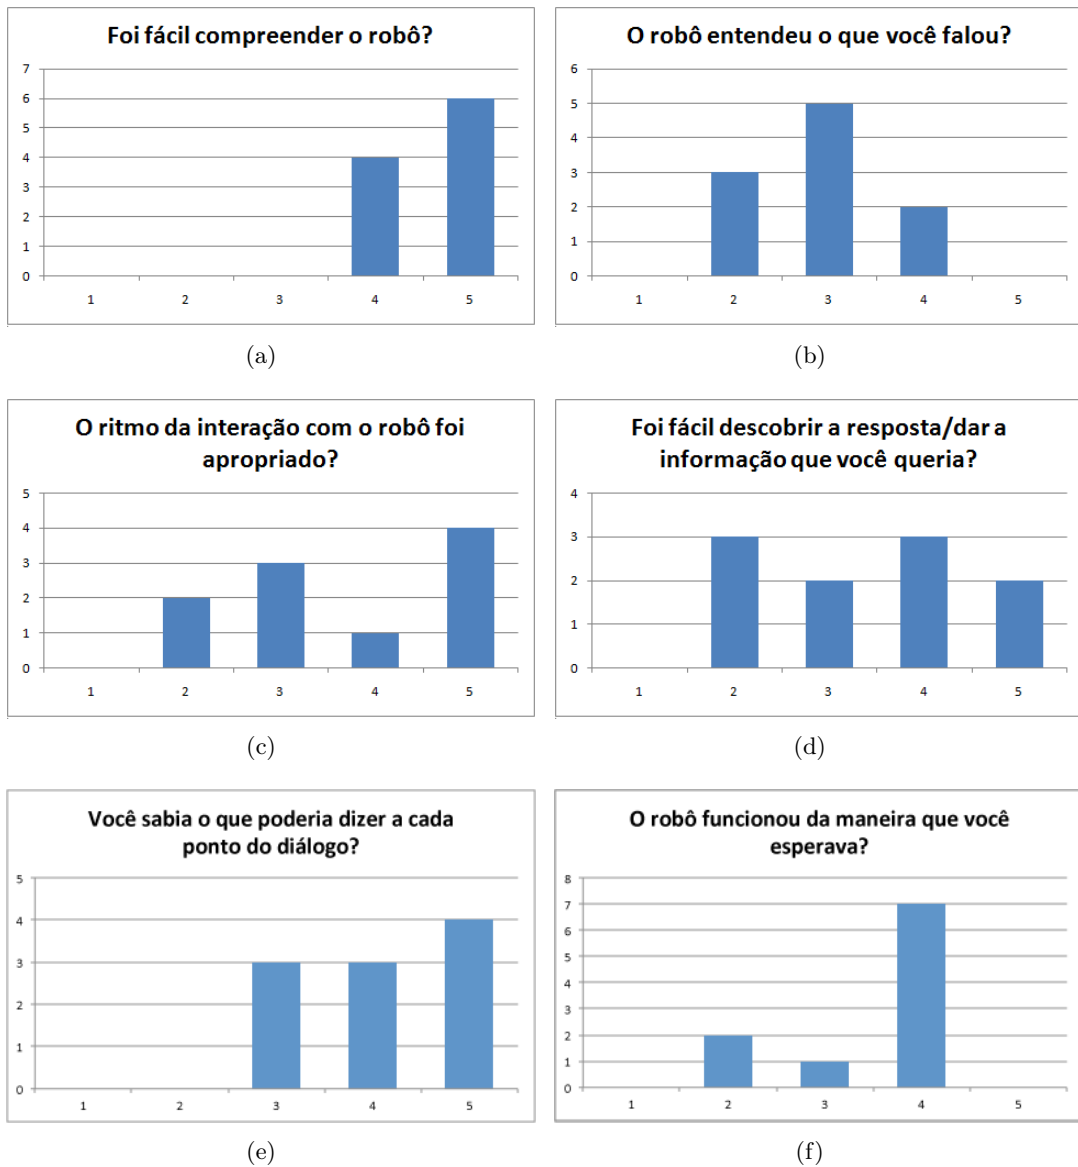 Foi fácil compreender o robô?
7
6
5
4
3
2
1
0
1 2 3 4 5
(a)
O robô entendeu o que você falou?
6
5
4
3
2
1
0
1 2 3 4 5
(b)
O ritmo da interação com o robô foi
apropriado?
5
4
3
2
1
0
1 2 3 4 5
(c)
Foi fácil descobrir a resposta/dar a
informação que você queria?
4
3
2
1
0
1 2 3 4 5
(d)
Você sabia o que poderia dizer a cada
ponto do diálogo?
5
4
3
2
1
0
1 2 3 4 5
(e)
O robô funcionou da maneira que você
esperava?
8
7
6
5
4
3
2
1
0
1 2 3 4 5
(f)